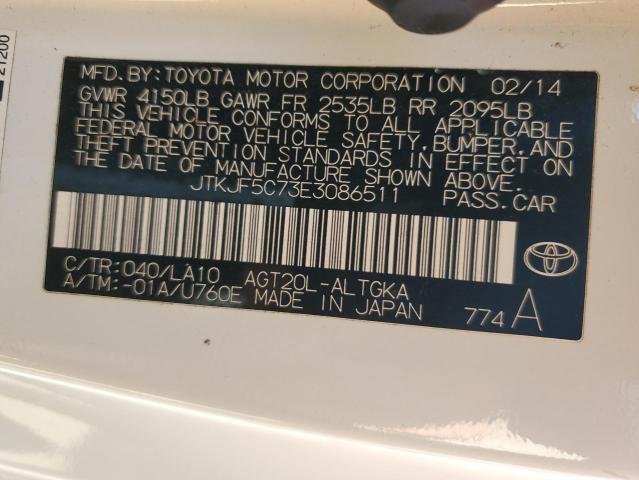 21200
MFD. BY: TOYOTA MOTOR CORPORATION 02/14
GVWR 4150LB GAWR FR 2535LB RR 2095LB
THIS VEHICLE CONFORMS TO ALL APPLICABLE
FEDERAL MOTOR VEHICLE SAFETY, BUMPER, AND
THEFT PREVENTION STANDARDS IN EFFECT ON
THE DATE OF MANUFACTURE SHOWN ABOVE.
JTKJF5C73E3086511 PASS.CAR
C/TR: 040/LA10 AGT20L-ALTGKA
A/TM: -01A/U760E MADE IN JAPAN 774 A